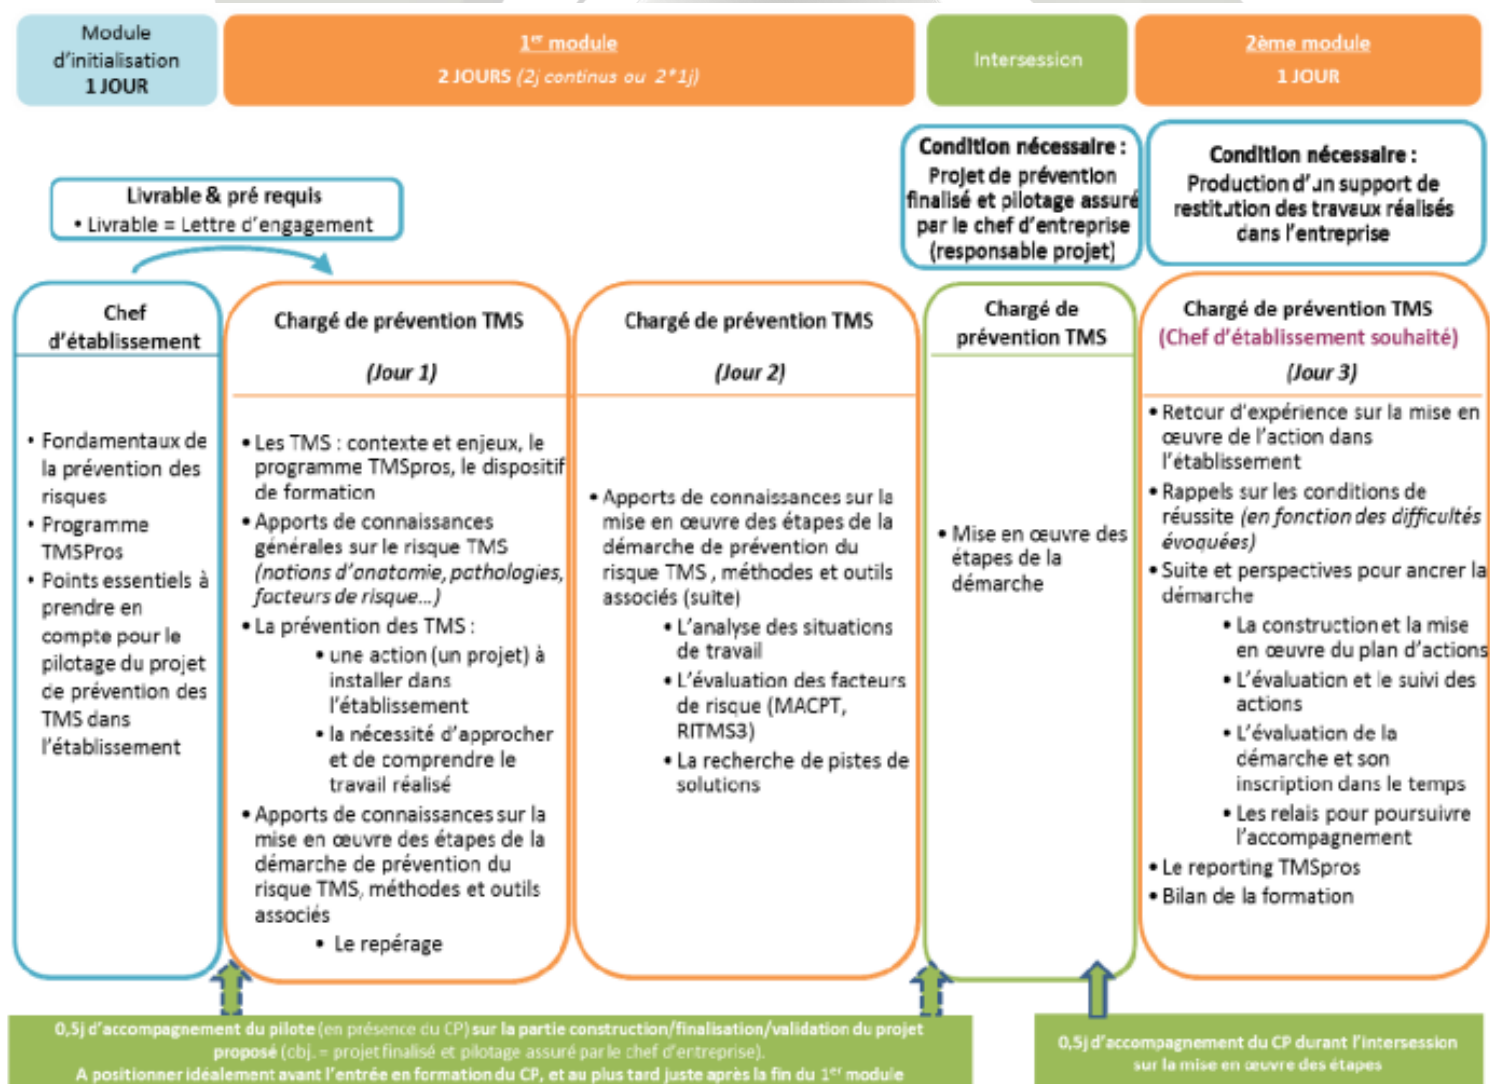 Module
d'initialisation
1 JOUR
1er module
2 JOURS (2j continus ou 2*1j)
Intersession
2ème module
1 JOUR
Livrable & pré requis
• Livrable = Lettre d'engagement
Condition nécessaire :
Projet de prévention
finalisé et pilotage assuré
par le chef d'entreprise
(responsable projet)
Condition nécessaire :
Production d'un support de
restitution des travaux réalisés
dans l'entreprise
Chef
d'établissement
• Fondamentaux de
la prévention des
risques
• Programme
TMSPros
• Points essentiels à
prendre en
compte pour le
pilotage du projet
de prévention des
TMS dans
l'établissement
Chargé de prévention TMS
(Jour 1)
• Les TMS : contexte et enjeux, le
programme TMSpros, le dispositif
de formation
• Apports de connaissances
générales sur le risque TMS
(notions d'anatomie, pathologies,
facteurs de risque...)
• La prévention des TMS :
• une action (un projet) à
installer dans
l'établissement
• la nécessité d'approcher
et de comprendre le
travail réalisé
• Apports de connaissances sur la
mise en œuvre des étapes de la
démarche de prévention du
risque TMS, méthodes et outils
associés
• Le repérage
Chargé de prévention TMS
(Jour 2)
• Apports de connaissances sur la
mise en œuvre des étapes de la
démarche de prévention du
risque TMS , méthodes et outils
associés (suite)
• L'analyse des situations
de travail
• L'évaluation des facteurs
de risque (MACPT,
RITMS3)
• La recherche de pistes de
solutions
Chargé de
prévention TMS
• Mise en œuvre des
étapes de la
démarche
Chargé de prévention TMS
(Chef d'établissement souhaité)
(Jour 3)
• Retour d'expérience sur la mise en
œuvre de l'action dans
l'établissement
• Rappels sur les conditions de
réussite (en fonction des difficultés
évoquées)
• Suite et perspectives pour ancrer la
démarche
• La construction et la mise
en œuvre du plan d'actions
• L'évaluation et le suivi des
actions
• L'évaluation de la
démarche et son
inscription dans le temps
• Les relais pour poursuivre
l'accompagnement
• Le reporting TMSpros
• Bilan de la formation
0,5j d'accompagnement du pilote (en présence du CP) sur la partie construction/finalisation/validation du projet
proposé (obj. = projet finalisé et pilotage assuré par le chef d'entreprise).
A positionner idéalement avant l'entrée en formation du CP, et au plus tard juste après la fin du 1er module
0,5j d'accompagnement du CP durant l'intersession
sur la mise en œuvre des étapes